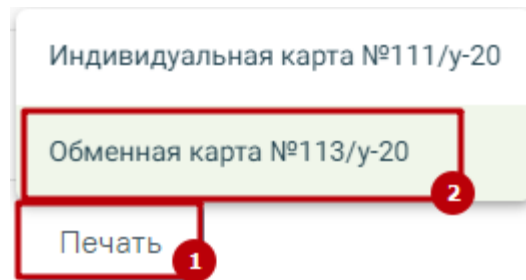 Индивидуальная карта №111/у-20
Обменная карта №113/у-20
2
Печать
1